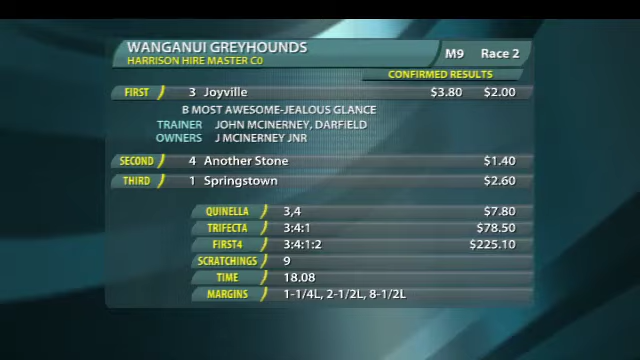 WANGANUI GREYHOUNDS
HARRISON HIRE MASTER C0
M9 Race 2
CONFIRMED RESULTS
FIRST 3 Joyville $3.80 $2.00
B MOST AWESOME-JEALOUS GLANCE
TRAINER JOHN MCINERNEY, DARFIELD
OWNERS J MCINERNEY JNR
SECOND 4 Another Stone $1.40
THIRD 1 Springstown $2.60
QUINELLA 3,4 $7.80
TRIFECTA 3:4:1 $78.50
FIRST4 3:4:1:2 $225.10
SCRATCHINGS 9
TIME 18.08
MARGINS 1-1/4L, 2-1/2L, 8-1/2L